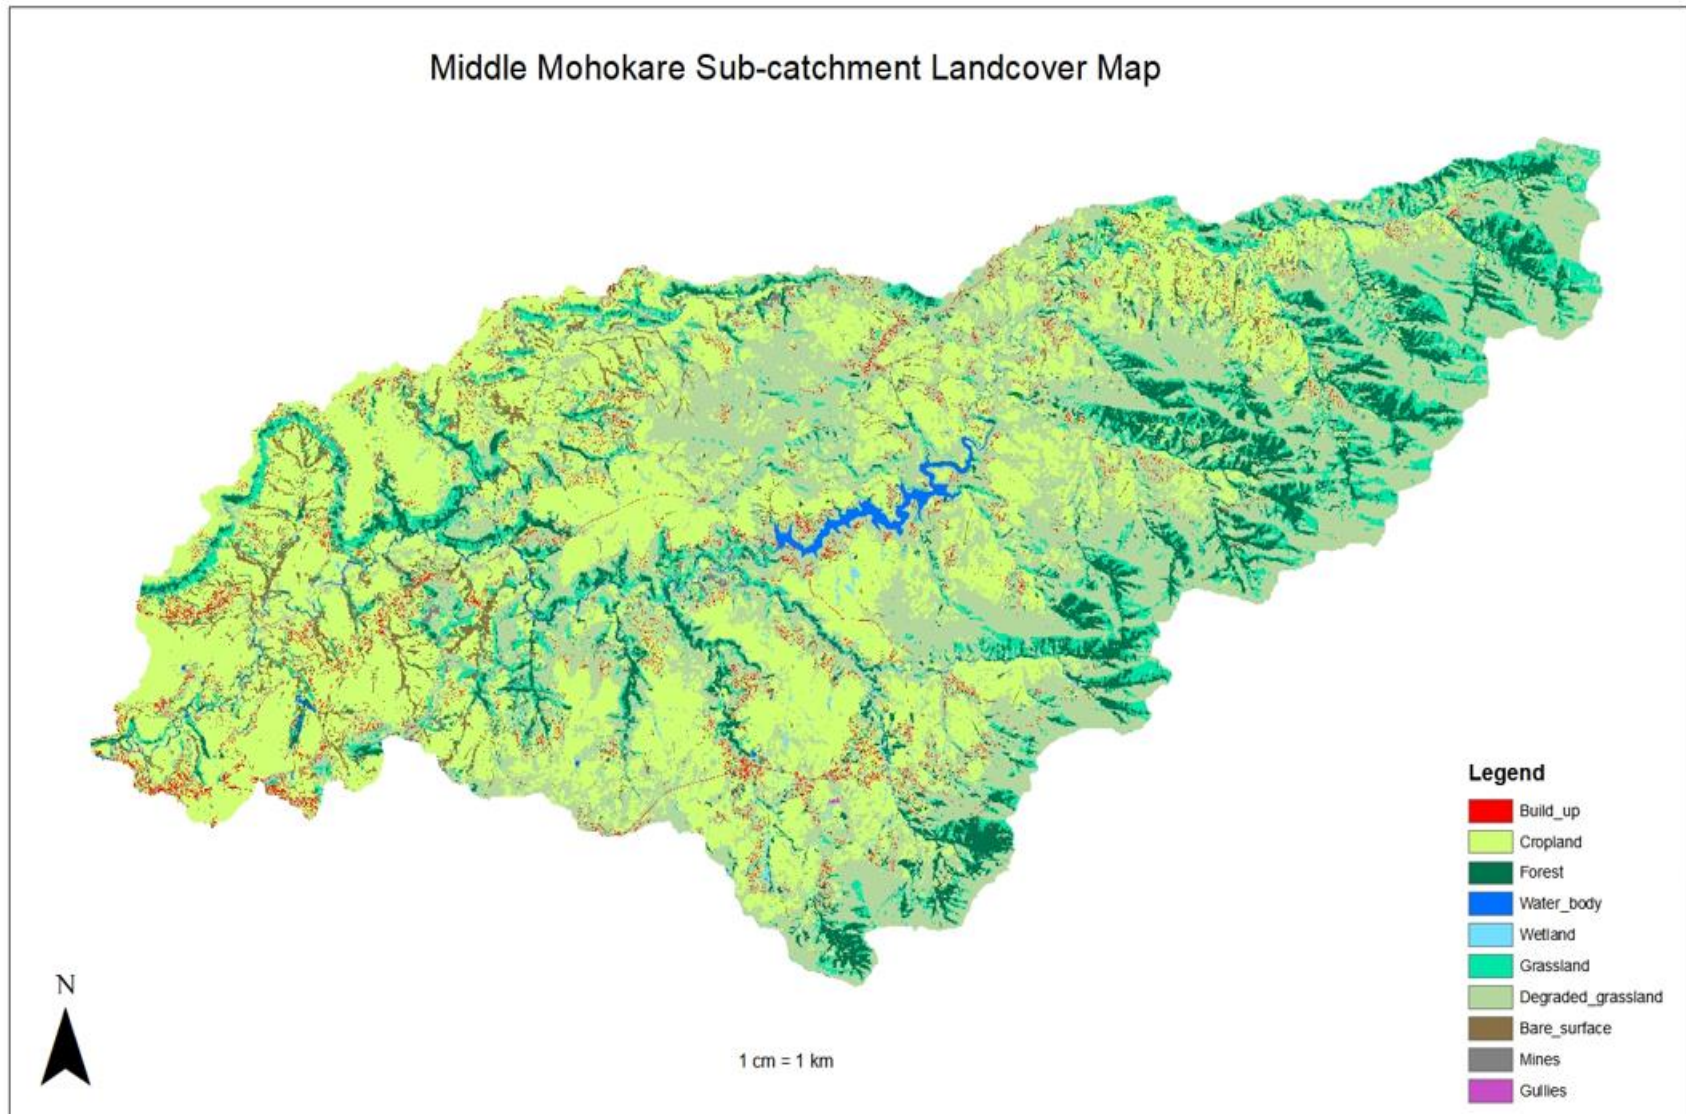 Middle Mohokare Sub-catchment Landcover Map
Legend
Build_up
Cropland
Forest
Water_body
Wetland
Grassland
Degraded_grassland
Bare_surface
Mines
Gullies
N
1 cm = 1 km